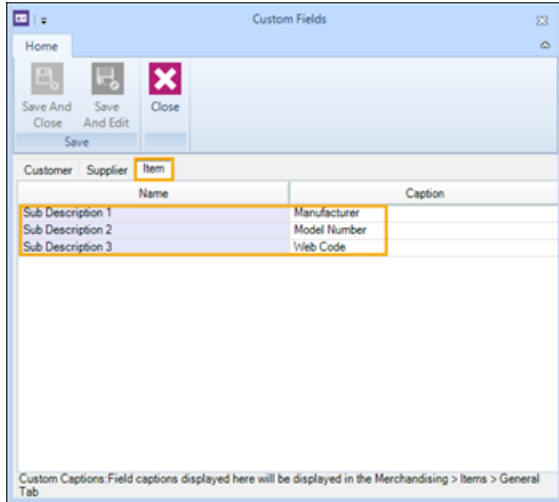 Custom Fields
Home
Save And Close
Save And Edit
Close
Save
Customer Supplier Item
Name Caption
Sub Description 1 Manufacturer
Sub Description 2 Model Number
Sub Description 3 Web Code
Custom Captions:Field captions displayed here will be displayed in the Merchandising > Items > General
Tab